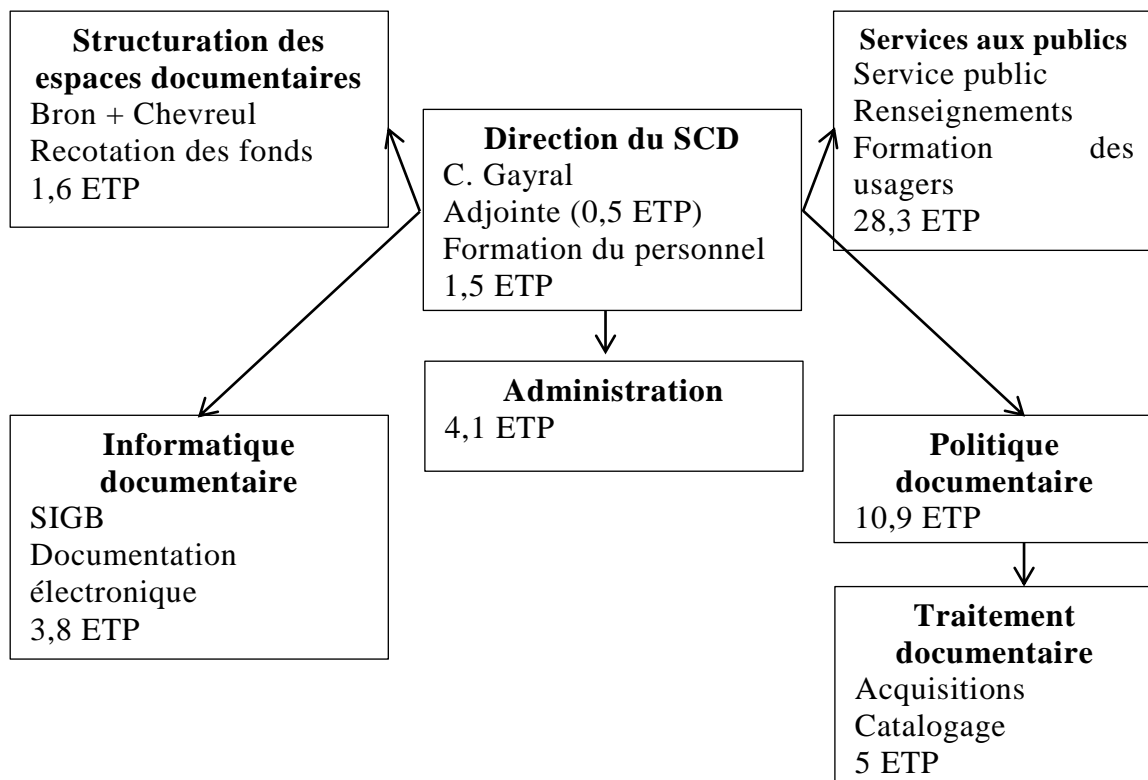 Structuration des
espaces documentaires
Bron + Chevreul
Recotation des fonds
1,6 ETP
Direction du SCD
C. Gayral
Adjointe (0,5 ETP)
Formation du personnel
1,5 ETP
Services aux publics
Service public
Renseignements
Formation des
usagers
28,3 ETP
Administration
4,1 ETP
Informatique
documentaire
SIGB
Documentation
électronique
3,8 ETP
Politique
documentaire
10,9 ETP
Traitement
documentaire
Acquisitions
Catalogage
5 ETP